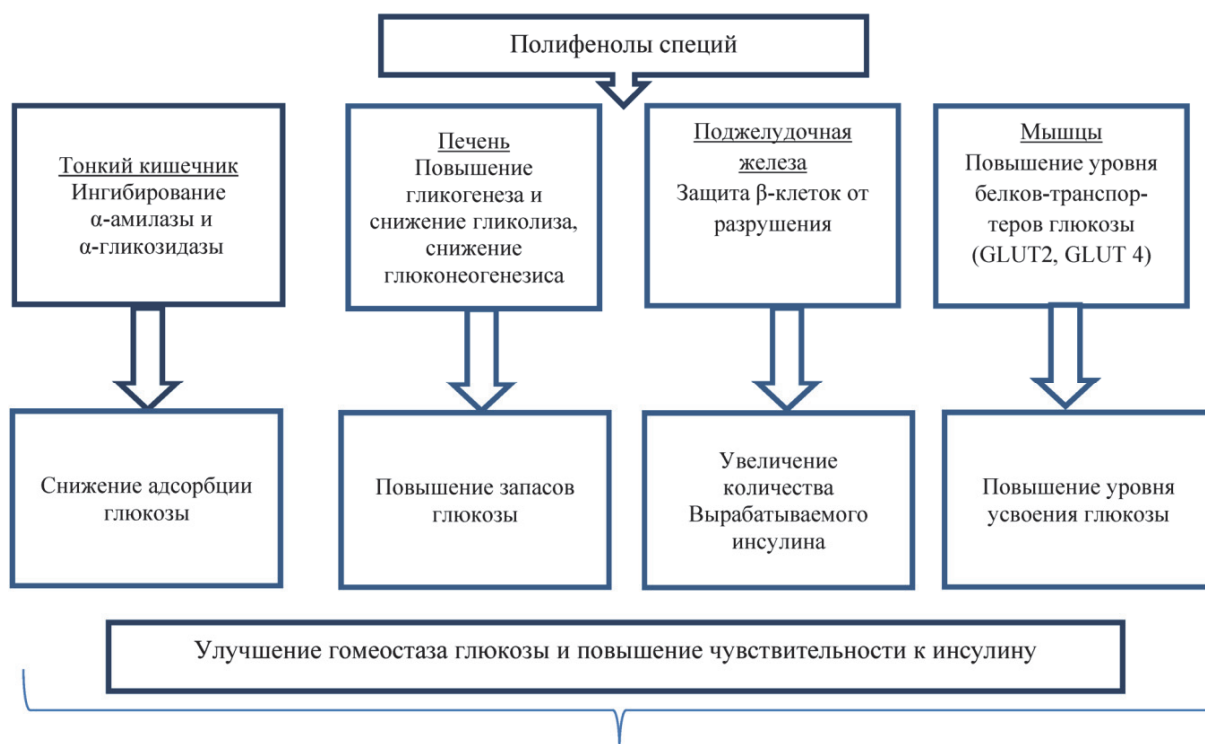 Полифенолы специй
Тонкий кишечник
Ингибирование
α-амилазы и
α-гликозидазы
Печень
Повышение
гликогенеза и
снижение гликолиза,
снижение
глюконеогенезиса
Поджелудочная
железа
Защита β-клеток от
разрушения
Мышцы
Повышение уровня
белков-транспор-
теров глюкозы
(GLUT2, GLUT 4)
Снижение адсорбции
глюкозы
Повышение запасов
глюкозы
Увеличение
количества
Вырабатываемого
инсулина
Повышение уровня
усвоения глюкозы
Улучшение гомеостаза глюкозы и повышение чувствительности к инсулину